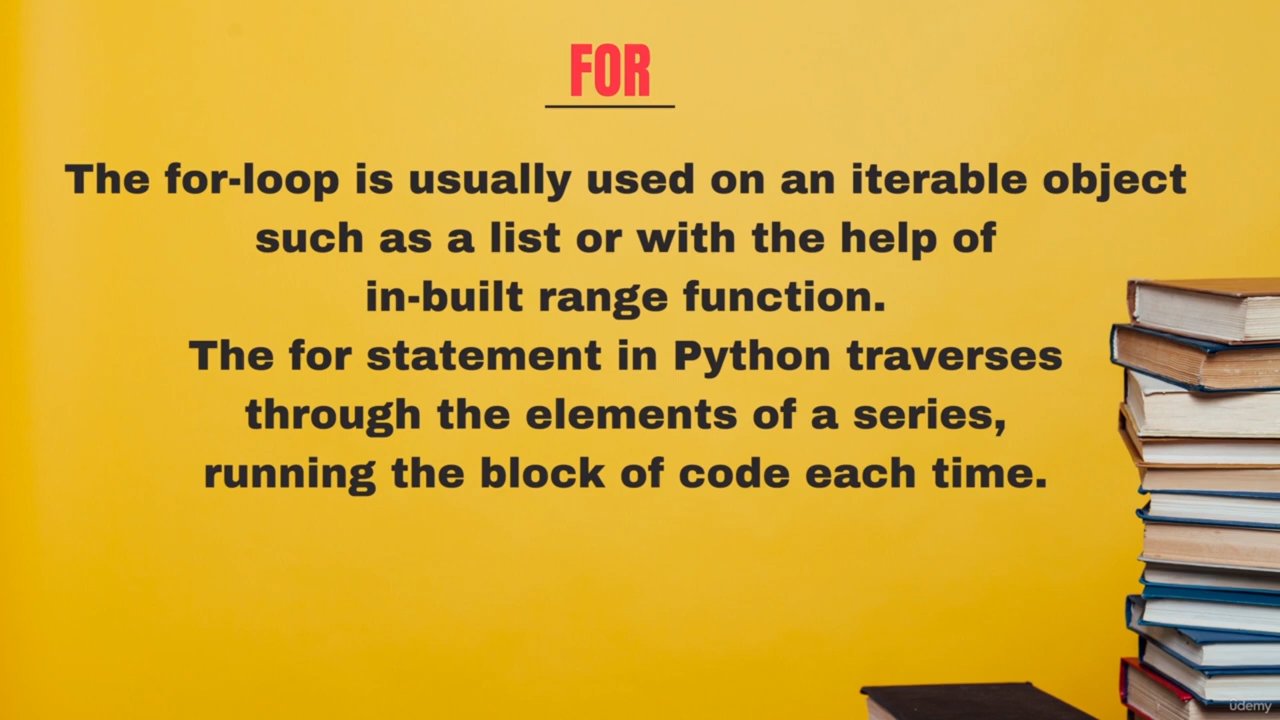 FOR
The for-loop is usually used on an iterable object
such as a list or with the help of
in-built range function.
The for statement in Python traverses
through the elements of a series,
running the block of code each time.
udemy